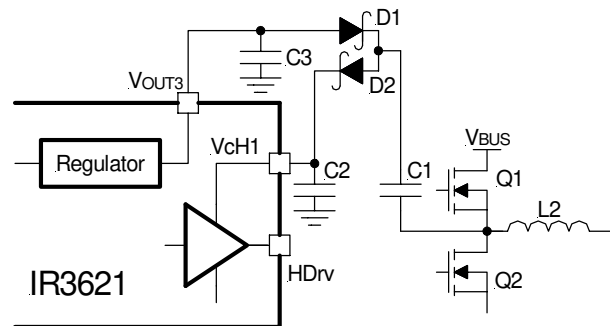 D1
C3
D2
VOUT3
VBUS
Regulator
VcH1
C2
C1
Q1
L2
HDrv
Q2
IR3621